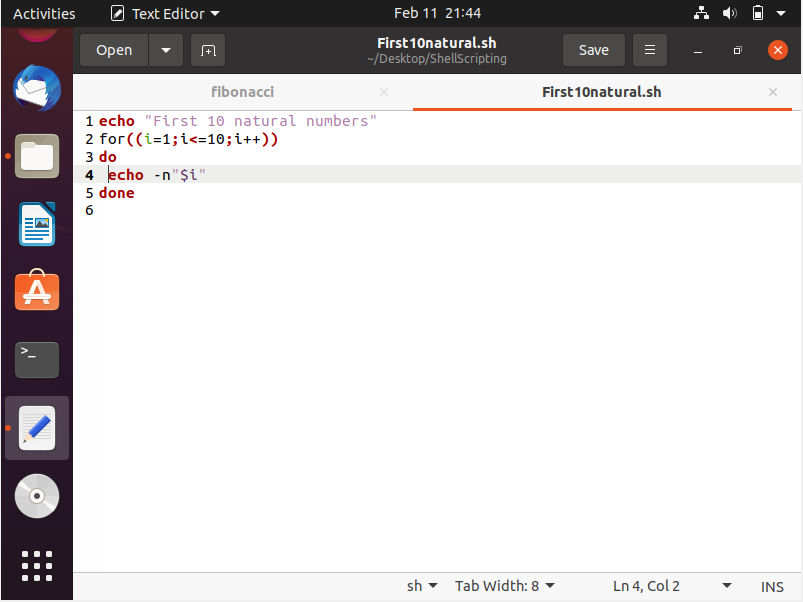 Activities Text Editor Feb 11 21:44
Open First10natural.sh Save
~/Desktop/ShellScripting
fibonacci First10natural.sh
1 echo "First 10 natural numbers"
2 for((i=1;i<=10;i++))
3 do
4  echo -n"$i"
5 done
6
>_
sh Tab Width: 8 Ln 4, Col 2 INS